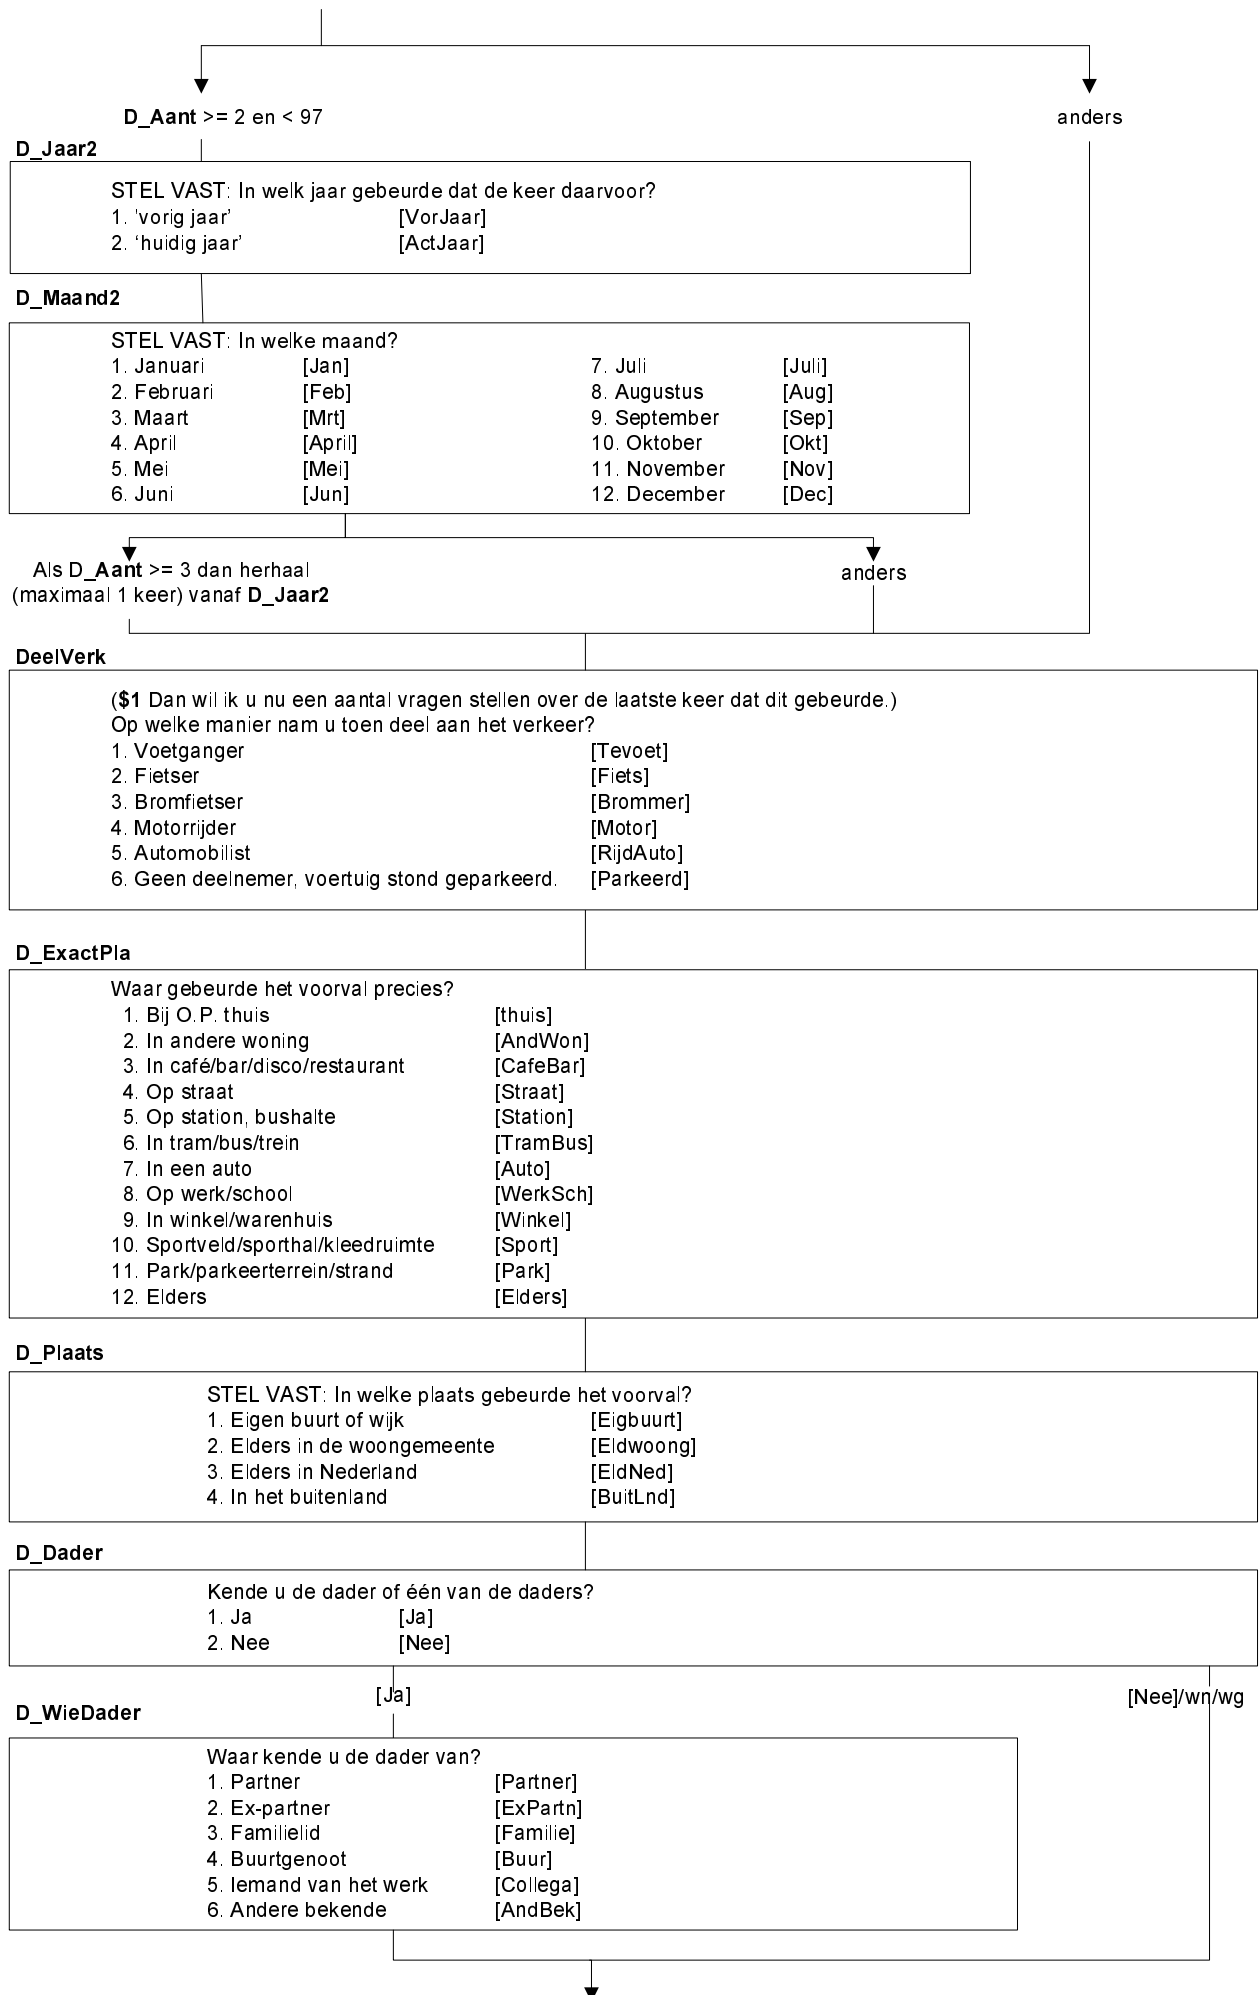 D_Aant >= 2 en < 97 anders
D_Jaar2
STEL VAST: In welk jaar gebeurde dat de keer daarvoor?
1. ’vorig jaar’ [VorJaar]
2. ‘huidig jaar’ [ActJaar]
D_Maand2
STEL VAST: In welke maand?
1. Januari [Jan] 7. Juli [Juli]
2. Februari [Feb] 8. Augustus [Aug]
3. Maart [Mrt] 9. September [Sep]
4. April [April] 10. Oktober [Okt]
5. Mei [Mei] 11. November [Nov]
6. Juni [Jun] 12. December [Dec]
Als D_Aant >= 3 dan herhaal anders
(maximaal 1 keer) vanaf D_Jaar2
DeelVerk
($1 Dan wil ik u nu een aantal vragen stellen over de laatste keer dat dit gebeurde.)
Op welke manier nam u toen deel aan het verkeer?
1. Voetganger [Tevoet]
2. Fietser [Fiets]
3. Bromfietser [Brommer]
4. Motorrijder [Motor]
5. Automobilist [RijdAuto]
6. Geen deelnemer, voertuig stond geparkeerd. [Parkeerd]
D_ExactPla
Waar gebeurde het voorval precies?
1. Bij O.P. thuis [thuis]
2. In andere woning [AndWon]
3. In café/bar/disco/restaurant [CafeBar]
4. Op straat [Straat]
5. Op station, bushalte [Station]
6. In tram/bus/trein [TramBus]
7. In een auto [Auto]
8. Op werk/school [WerkSch]
9. In winkel/warenhuis [Winkel]
10. Sportveld/sporthal/kleedruimte [Sport]
11. Park/parkeerterrein/strand [Park]
12. Elders [Elders]
D_Plaats
STEL VAST: In welke plaats gebeurde het voorval?
1. Eigen buurt of wijk [Eigbuurt]
2. Elders in de woongemeente [Eldwoong]
3. Elders in Nederland [EldNed]
4. In het buitenland [BuitLnd]
D_Dader
Kende u de dader of één van de daders?
1. Ja [Ja]
2. Nee [Nee]
[Ja] [Nee]/wn/wg
D_WieDader
Waar kende u de dader van?
1. Partner [Partner]
2. Ex-partner [ExPartn]
3. Familielid [Familie]
4. Buurtgenoot [Buur]
5. Iemand van het werk [Collega]
6. Andere bekende [AndBek]